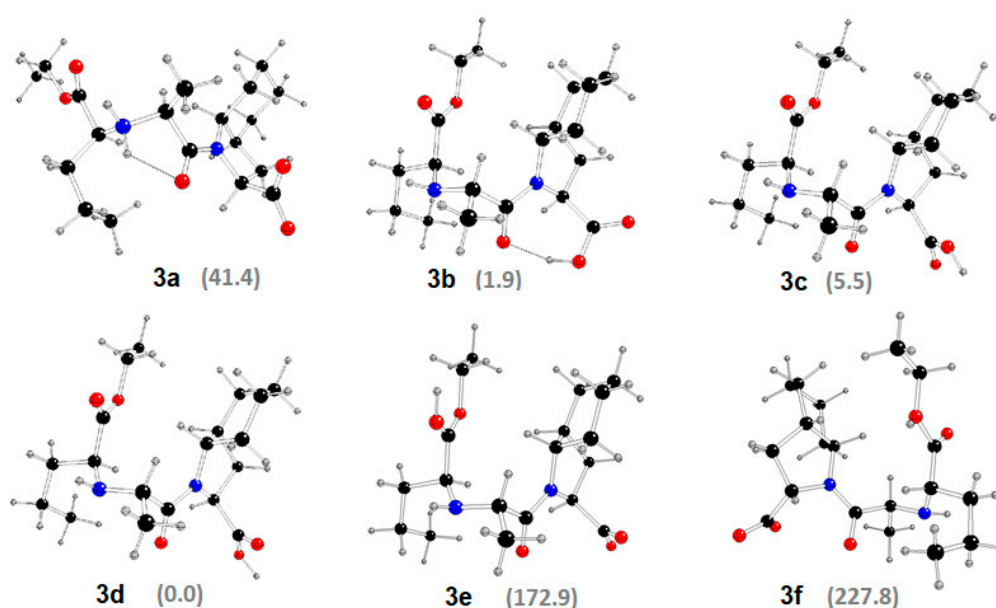 3a (41.4) 3b (1.9) 3c (5.5)
3d (0.0) 3e (172.9) 3f (227.8)